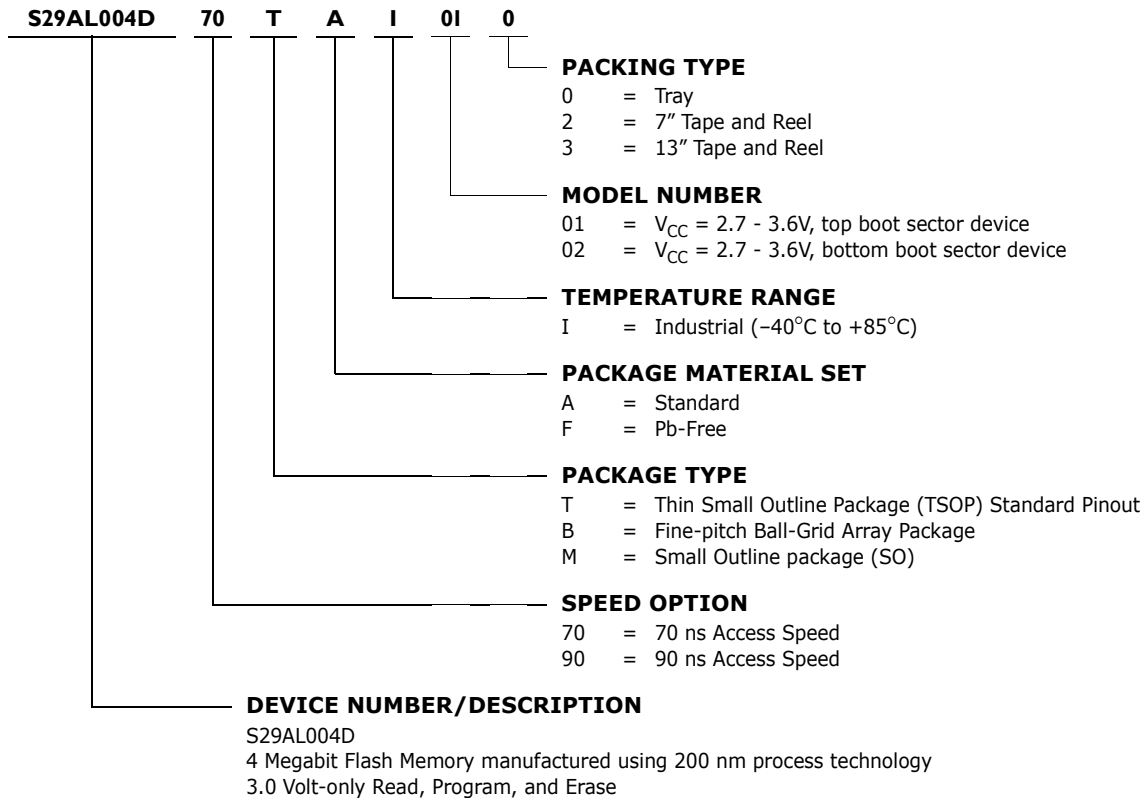 S29AL004D 70 T A I 01 0
PACKING TYPE
0 = Tray
2 = 7” Tape and Reel
3 = 13” Tape and Reel
MODEL NUMBER
01 = VCC = 2.7 - 3.6V, top boot sector device
02 = VCC = 2.7 - 3.6V, bottom boot sector device
TEMPERATURE RANGE
I = Industrial (–40°C to +85°C)
PACKAGE MATERIAL SET
A = Standard
F = Pb-Free
PACKAGE TYPE
T = Thin Small Outline Package (TSOP) Standard Pinout
B = Fine-pitch Ball-Grid Array Package
M = Small Outline package (SO)
SPEED OPTION
70 = 70 ns Access Speed
90 = 90 ns Access Speed
DEVICE NUMBER/DESCRIPTION
S29AL004D
4 Megabit Flash Memory manufactured using 200 nm process technology
3.0 Volt-only Read, Program, and Erase